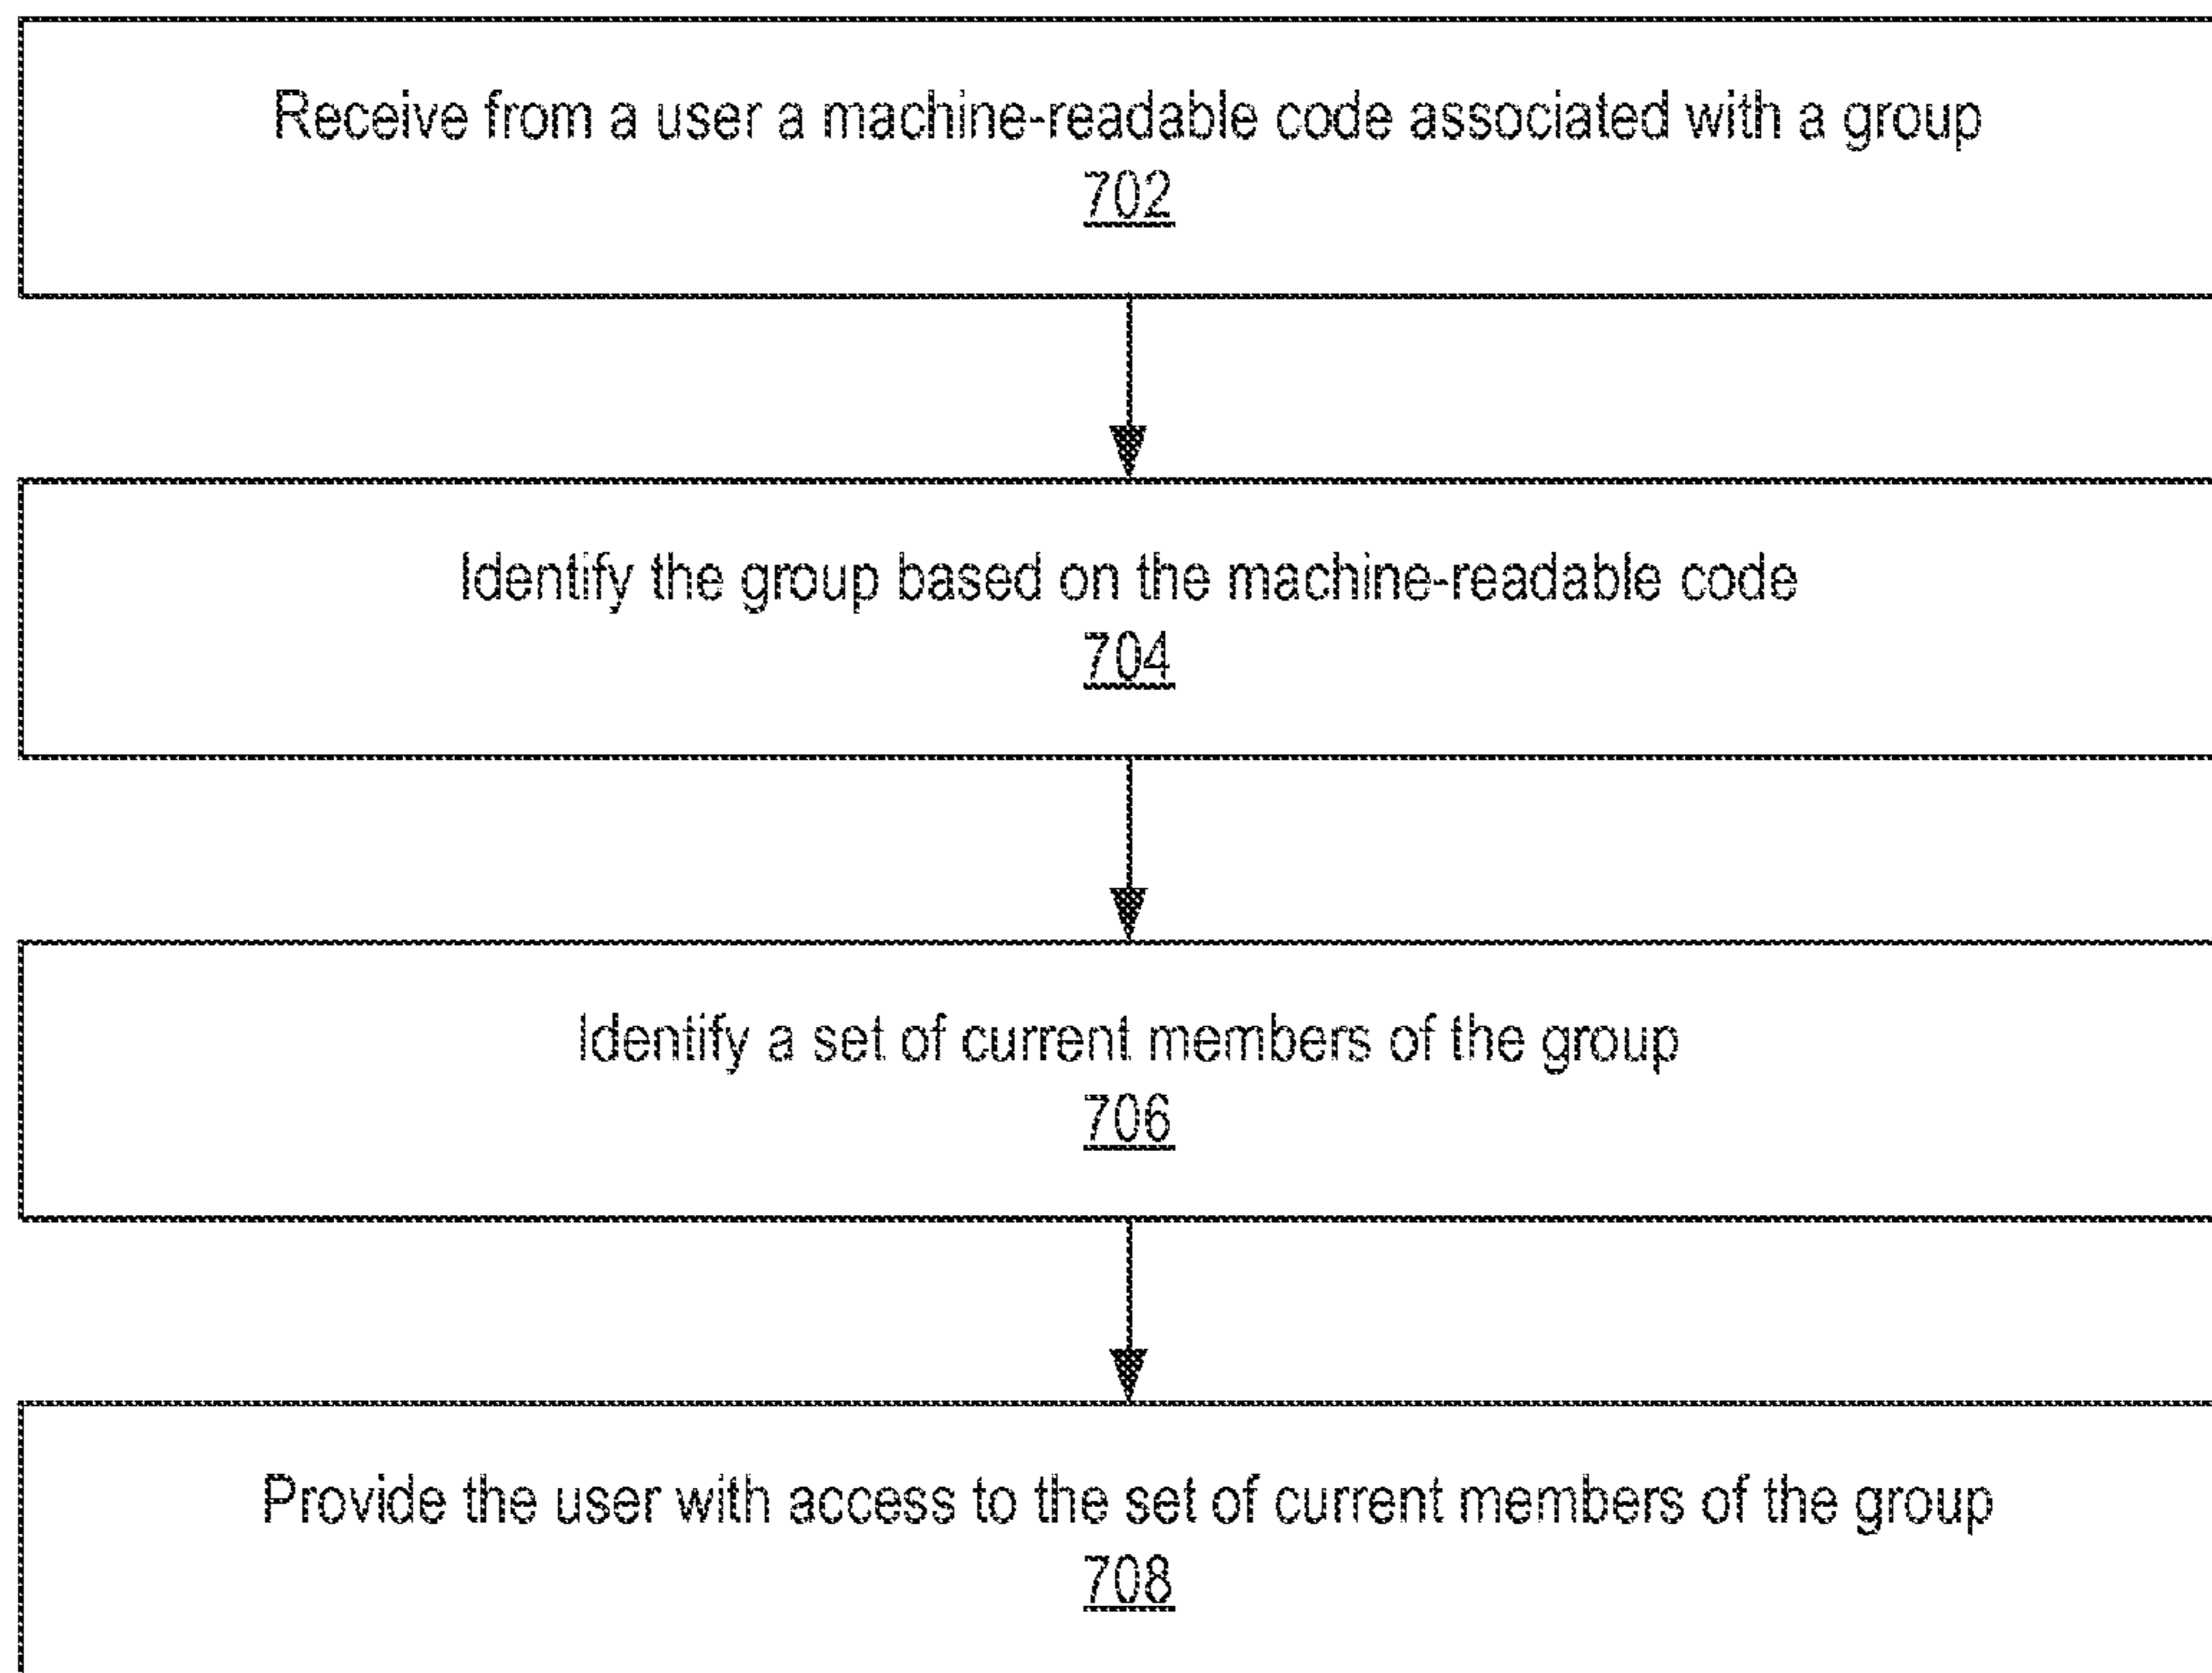 Receive from a user a machine-readable code associated with a group
702
Identify the group based on the machine-readable code
704
Identify a set of current members of the group
706
Provide the user with access to the set of current members of the group
708